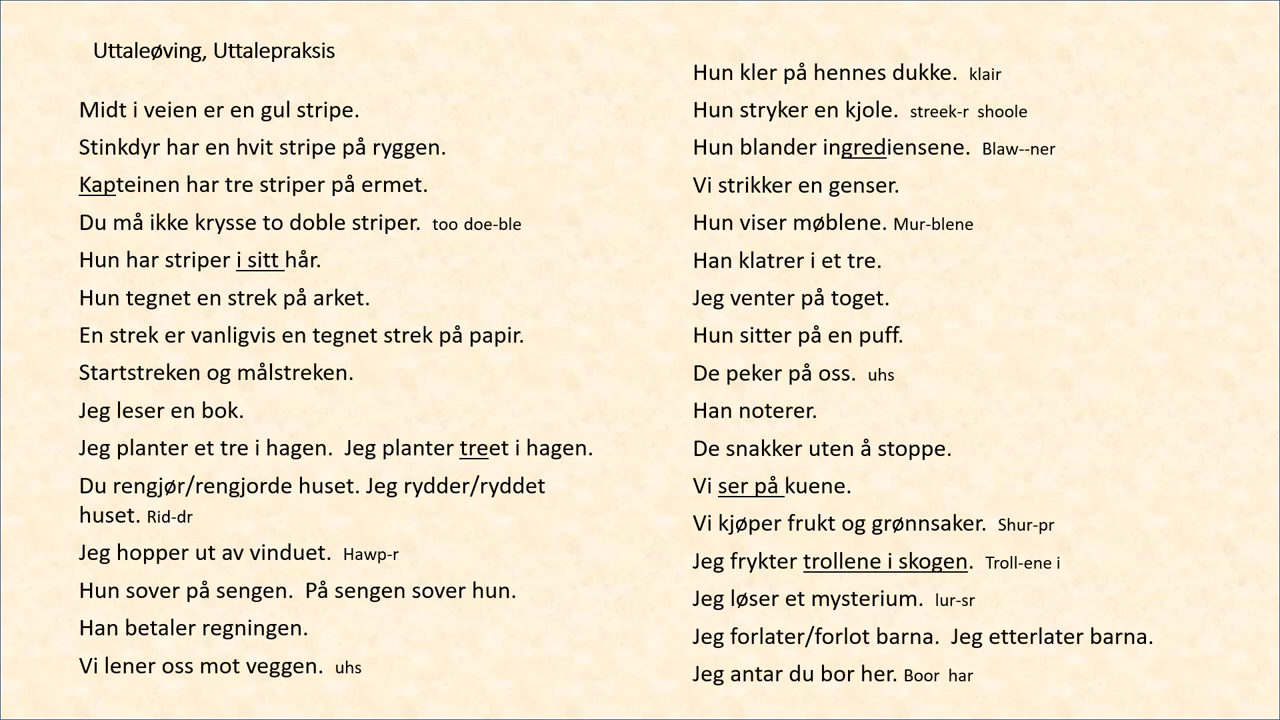 Uttaleøving, Uttalepraksis
Midt i veien er en gul stripe.
Stinkdyr har en hvit stripe på ryggen.
Kapteinen har tre striper på ermet.
Du må ikke krysse to doble striper. too doe-ble
Hun har striper i sitt hår.
Hun tegnet en strek på arket.
En strek er vanligvis en tegnet strek på papir.
Startstreken og målstreken.
Jeg leser en bok.
Jeg planter et tre i hagen. Jeg planter treet i hagen.
Du rengjør/rengjorde huset. Jeg rydder/ryddet
huset. Rid-dr
Jeg hopper ut av vinduet. Hawp-r
Hun sover på sengen. På sengen sover hun.
Han betaler regningen.
Vi lener oss mot veggen. uhs
Hun kler på hennes dukke. klair
Hun stryker en kjole. streek-r shoole
Hun blander ingrediensene. Blaw--ner
Vi strikker en genser.
Hun viser møblene. Mur-blene
Han klatrer i et tre.
Jeg venter på toget.
Hun sitter på en puff.
De peker på oss. uhs
Han noterer.
De snakker uten å stoppe.
Vi ser på kuene.
Vi kjøper frukt og grønnsaker. Shur-pr
Jeg frykter trollene i skogen. Troll-ene i
Jeg løser et mysterium. lur-sr
Jeg forlater/forlot barna. Jeg etterlater barna.
Jeg antar du bor her. Boor har